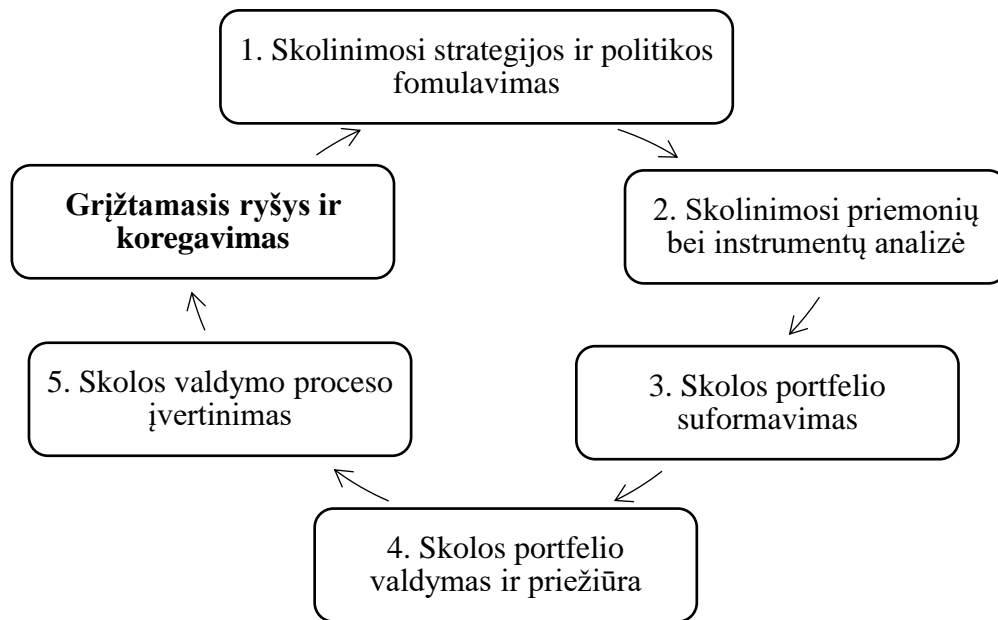 1. Skolinimosi strategijos ir politikos
fomulavimas
Grįžtamasis ryšys ir
koregavimas
2. Skolinimosi priemonių
bei instrumentų analizė
5. Skolos valdymo proceso
įvertinimas
3. Skolos portfelio
suformavimas
4. Skolos portfelio
valdymas ir priežiūra